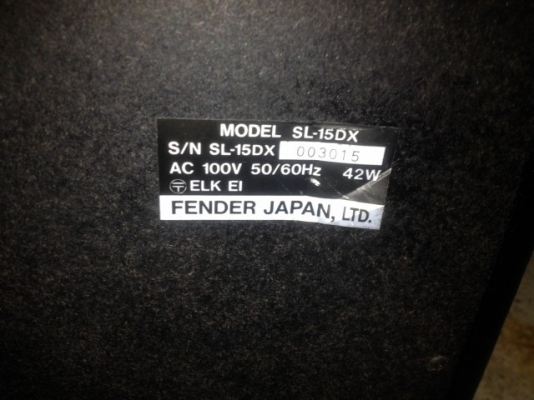 MODEL SL-15DX
S/N SL-15DX 003015
AC 100V 50/60Hz 42W
〒 ELK EI
FENDER JAPAN, LTD.